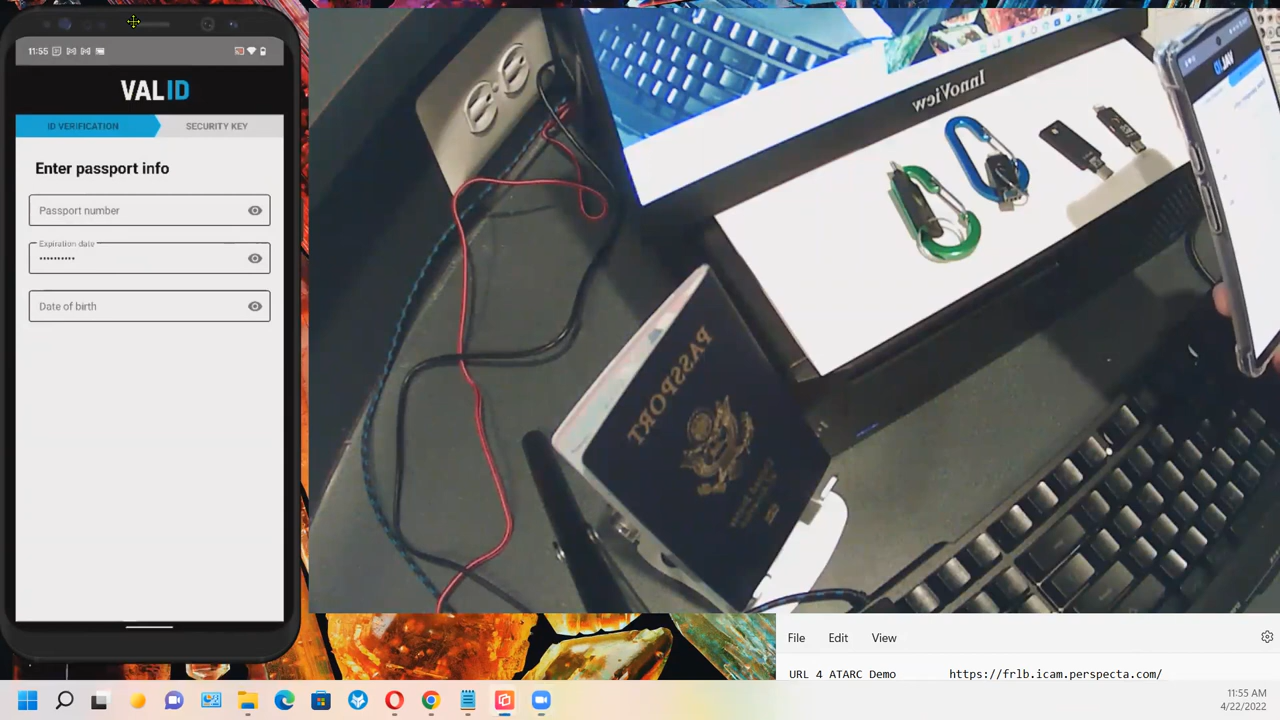 11:55
VALID
ID VERIFICATION
SECURITY KEY
Enter passport info
Passport number
Expiration date
••••••••••
Date of birth
InnoView
PASSPORT
File Edit View
URL 4 ATARC Demo https://frlb.icam.perspecta.com/
11:55 AM
4/22/2022